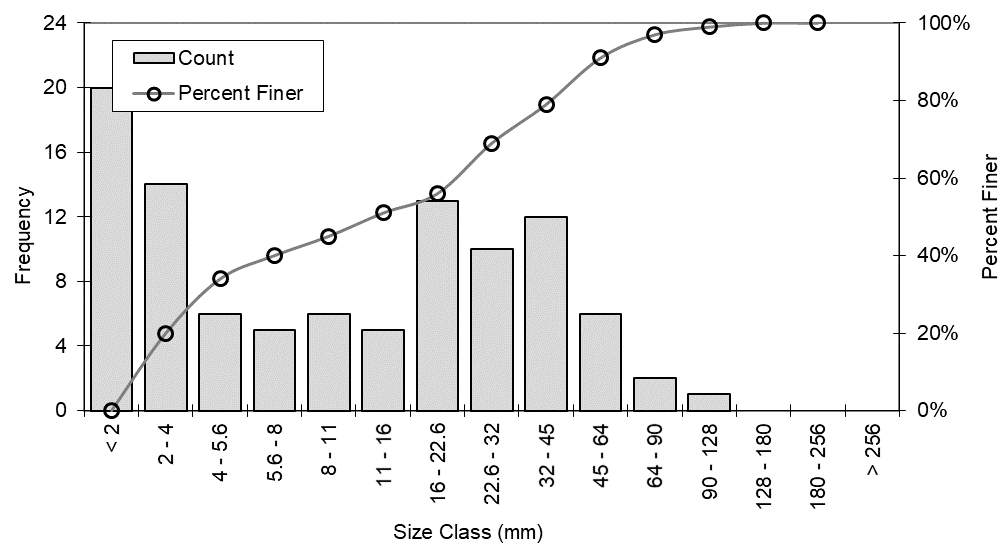 24
20
16
12
8
4
0
Frequency
Count
Percent Finer
100%
80%
60%
40%
20%
0%
Percent Finer
< 2
2 - 4
4 - 5.6
5.6 - 8
8 - 11
11 - 16
16 - 22.6
22.6 - 32
32 - 45
45 - 64
64 - 90
90 - 128
128 - 180
180 - 256
> 256
Size Class (mm)